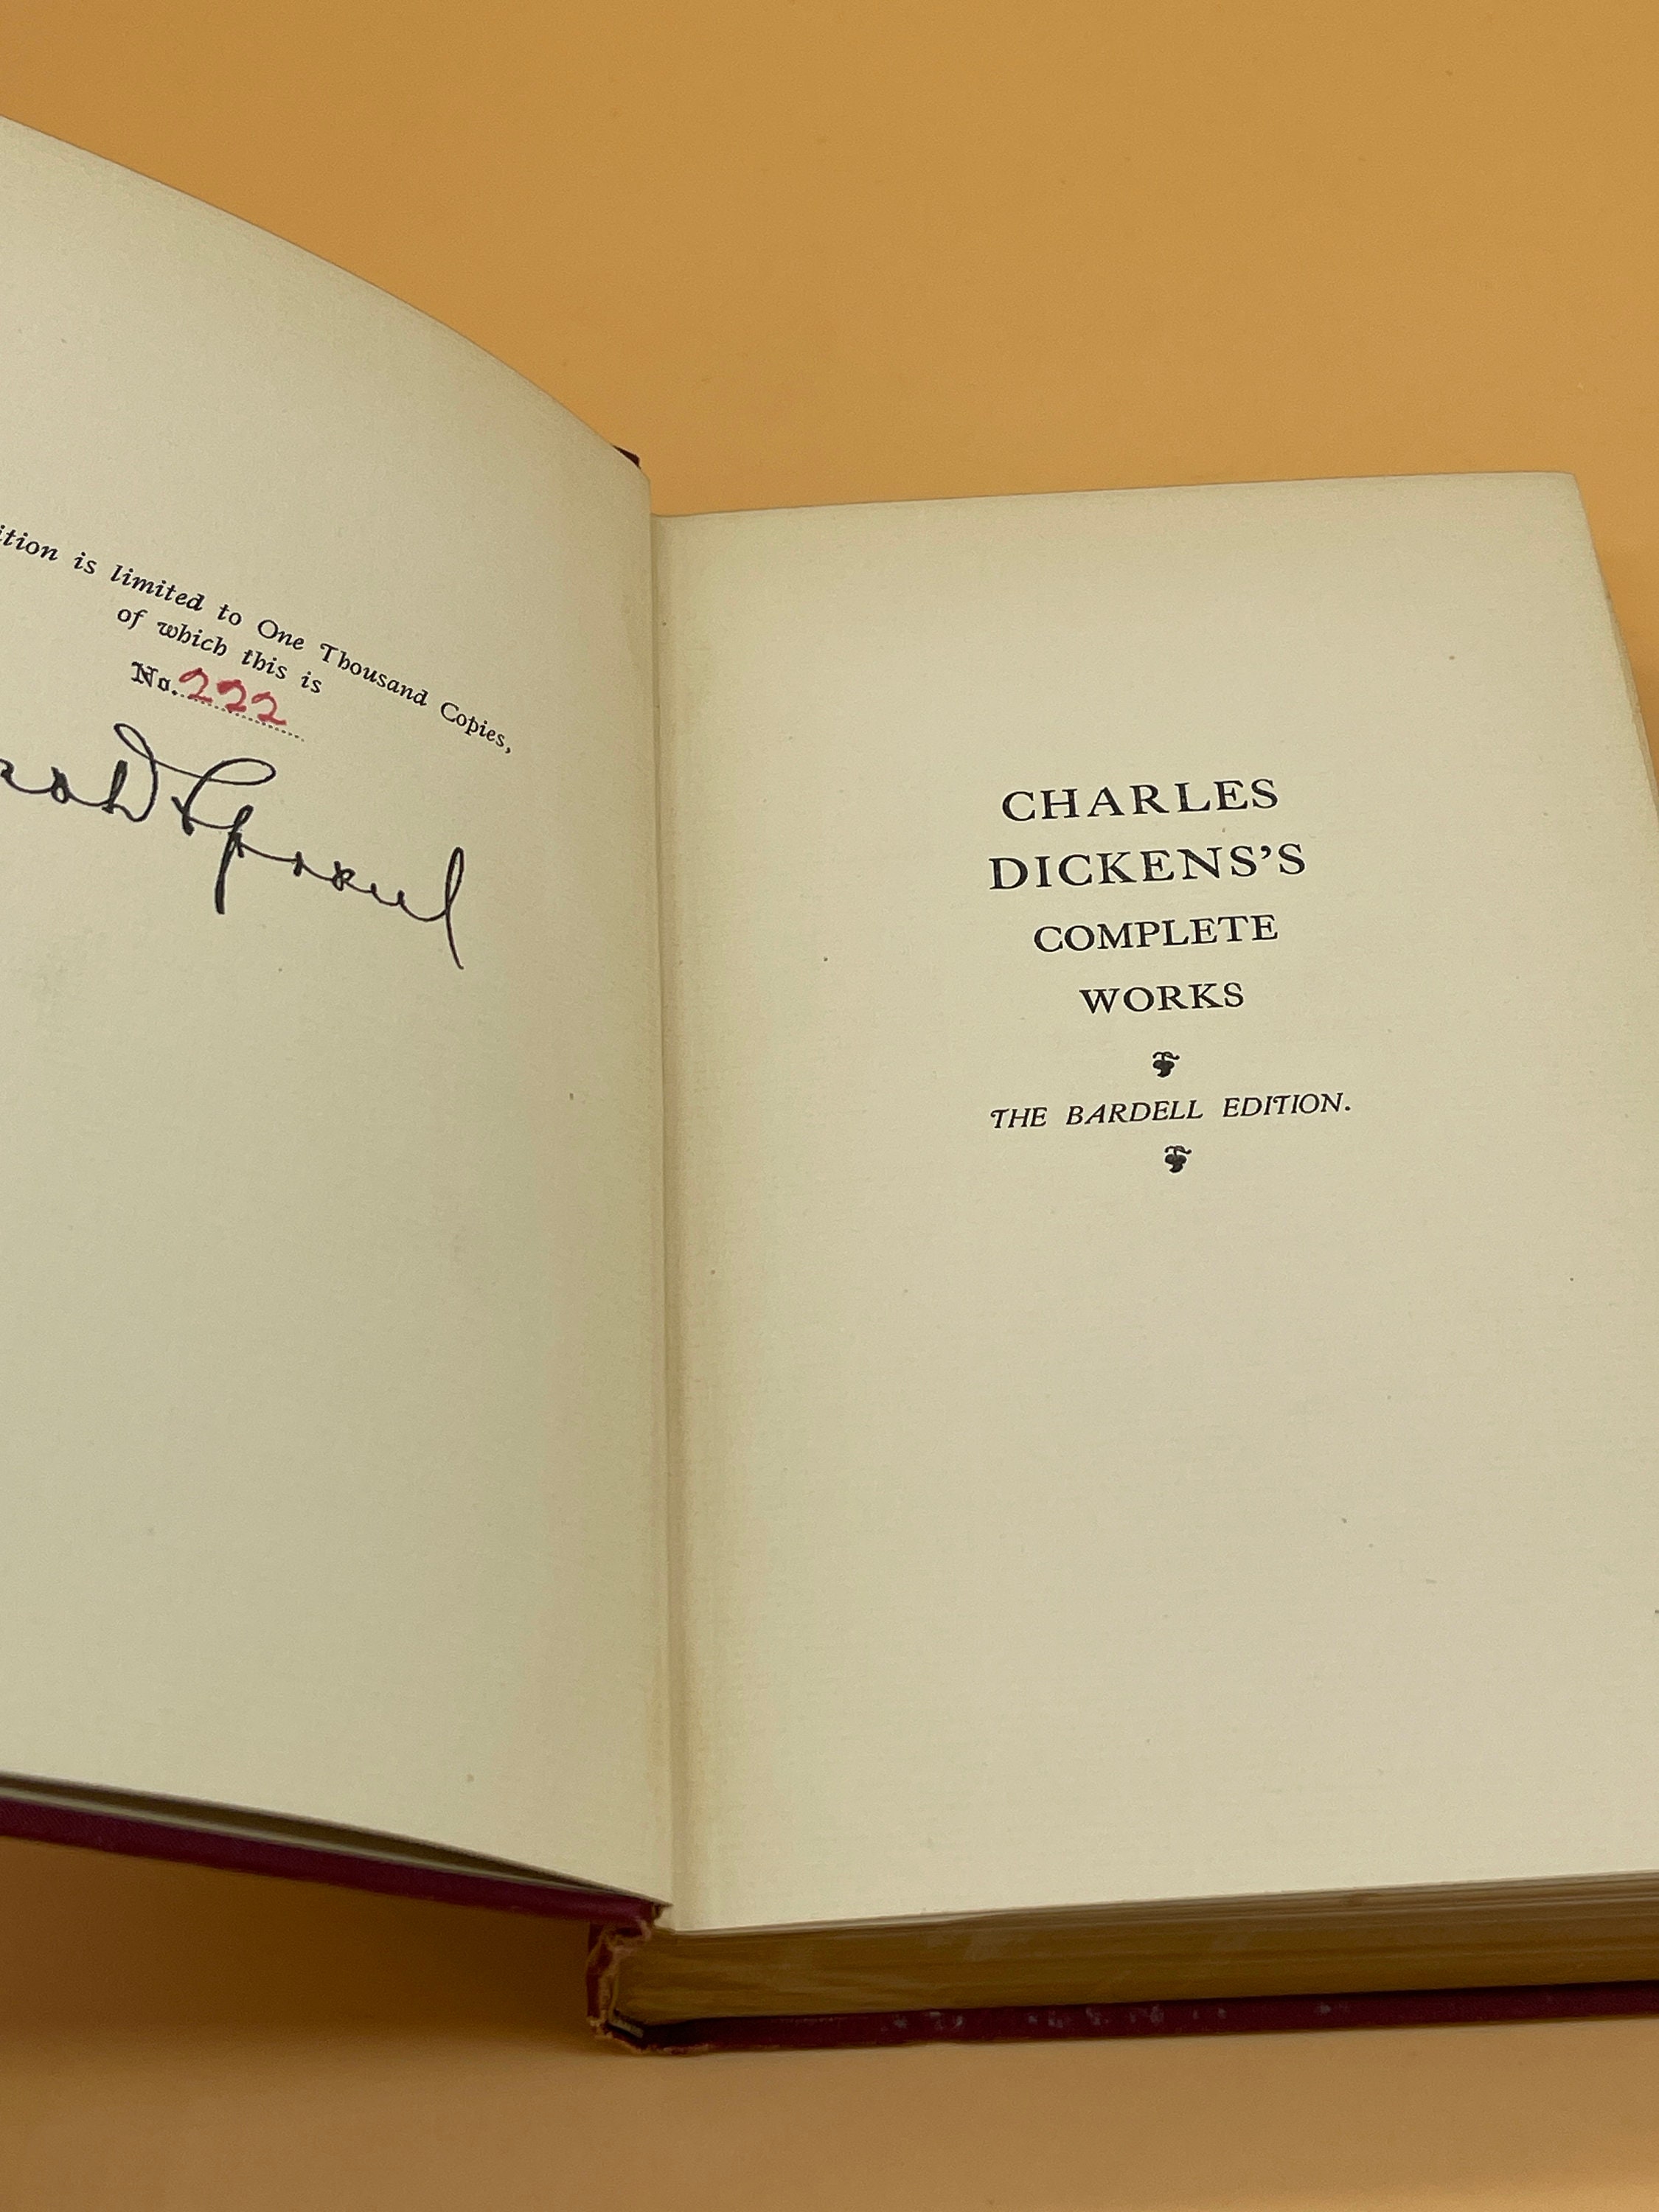 ition is limited to One Thousand Copies,
of which this is
No. 222
D Sproul
CHARLES
DICKENS'S
COMPLETE
WORKS
THE BARDELL EDITION.